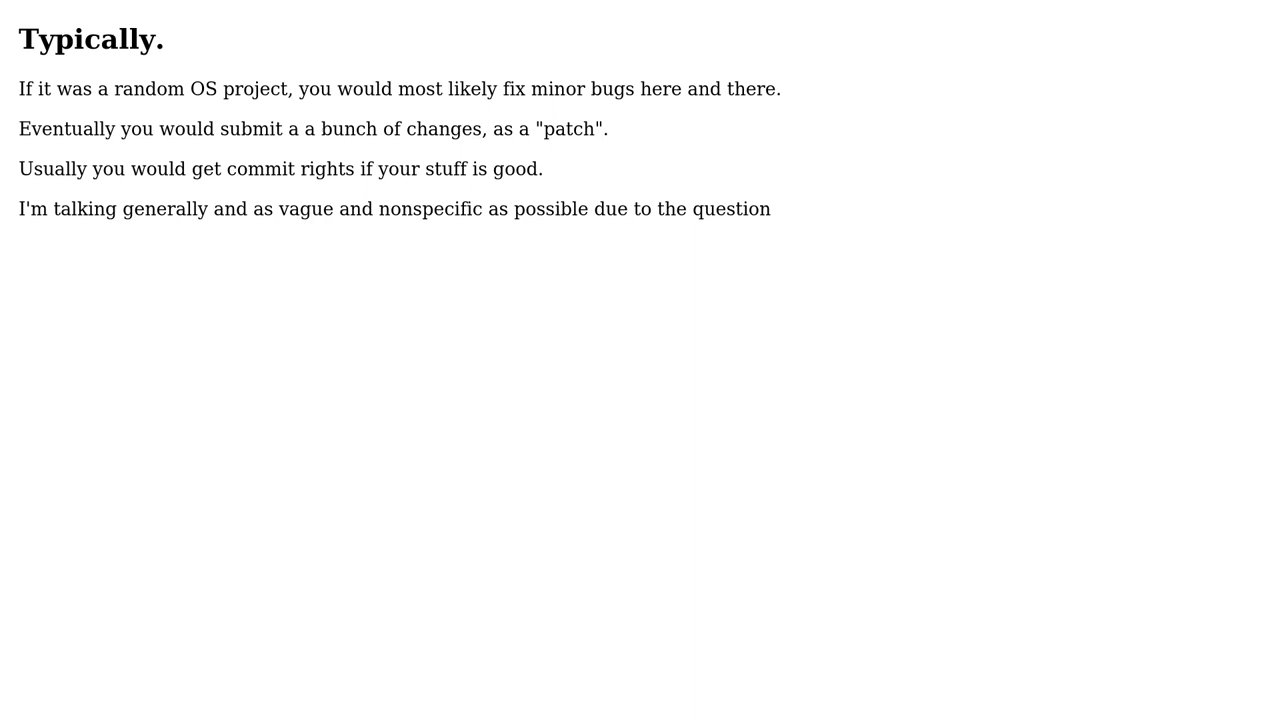 Typically.
If it was a random OS project, you would most likely fix minor bugs here and there.
Eventually you would submit a a bunch of changes, as a "patch".
Usually you would get commit rights if your stuff is good.
I'm talking generally and as vague and nonspecific as possible due to the question